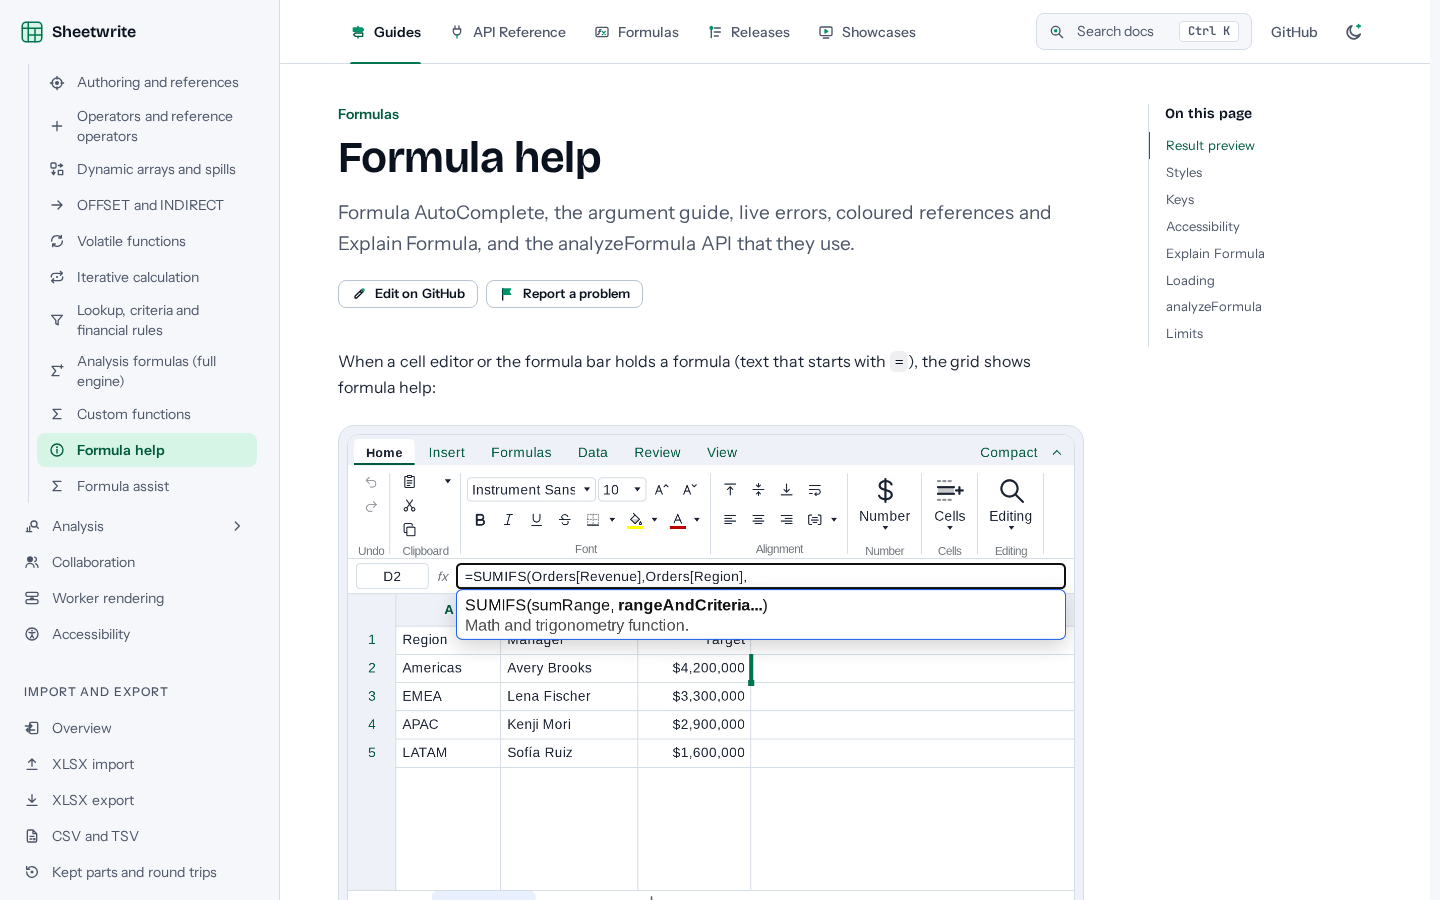 Sheetwrite
Guides
API Reference
Formulas
Releases
Showcases
Search docs
Ctrl K
GitHub
Authoring and references
Operators and reference
operators
Dynamic arrays and spills
OFFSET and INDIRECT
Volatile functions
Iterative calculation
Lookup, criteria and
financial rules
Analysis formulas (full
engine)
Custom functions
Formula help
Formula assist
Analysis
Collaboration
Worker rendering
Accessibility
IMPORT AND EXPORT
Overview
XLSX import
XLSX export
CSV and TSV
Kept parts and round trips
Formulas
Formula help
Formula AutoComplete, the argument guide, live errors, coloured references and
Explain Formula, and the analyzeFormula API that they use.
Edit on GitHub
Report a problem
When a cell editor or the formula bar holds a formula (text that starts with =), the grid shows
formula help:
Home
Insert
Formulas
Data
Review
View
Compact
Instrument Sans
10
Number
Cells
Editing
Undo
Clipboard
Font
Alignment
Number
Cells
Editing
D2
fx
=SUMIFS(Orders[Revenue],Orders[Region],
SUMIFS(sumRange, rangeAndCriteria...)
Math and trigonometry function.
A
1 Region Manager Target
2 Americas Avery Brooks $4,200,000
3 EMEA Lena Fischer $3,300,000
4 APAC Kenji Mori $2,900,000
5 LATAM Sofía Ruiz $1,600,000
On this page
Result preview
Styles
Keys
Accessibility
Explain Formula
Loading
analyzeFormula
Limits